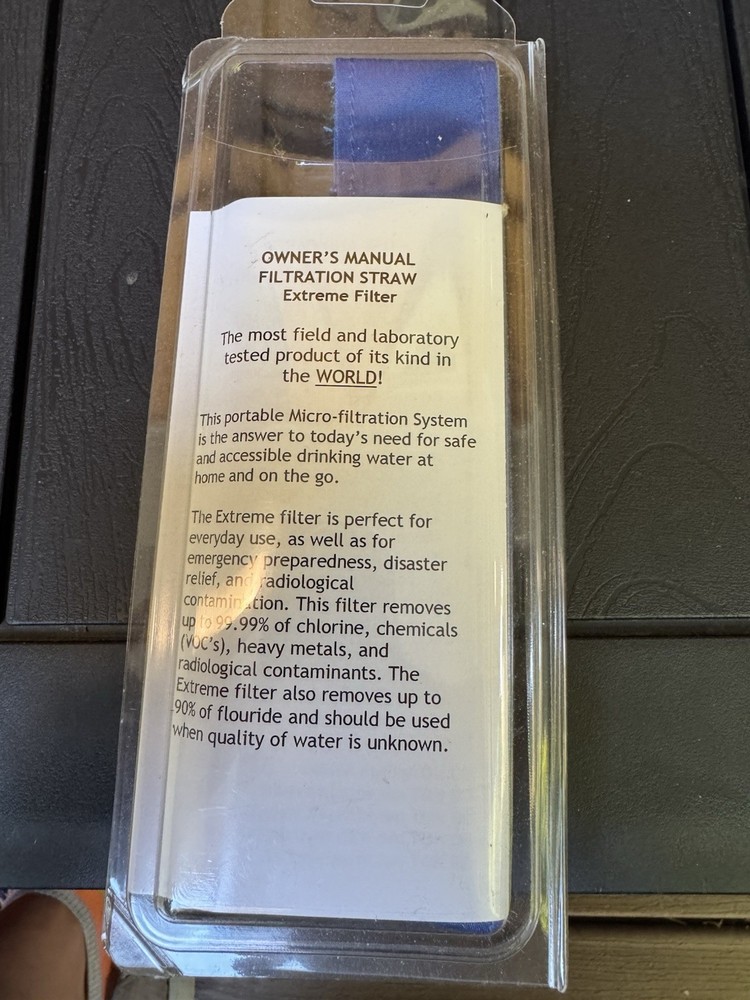 OWNER'S MANUAL
FILTRATION STRAW
Extreme Filter
The most field and laboratory
tested product of its kind in
the WORLD!
This portable Micro-filtration System
is the answer to today's need for safe
and accessible drinking water at
home and on the go.
The Extreme filter is perfect for
everyday use, as well as for
emergency preparedness, disaster
relief, and radiological
contamination. This filter removes
up to 99.99% of chlorine, chemicals
(VOC's), heavy metals, and
radiological contaminants. The
Extreme filter also removes up to
90% of flouride and should be used
when quality of water is unknown.